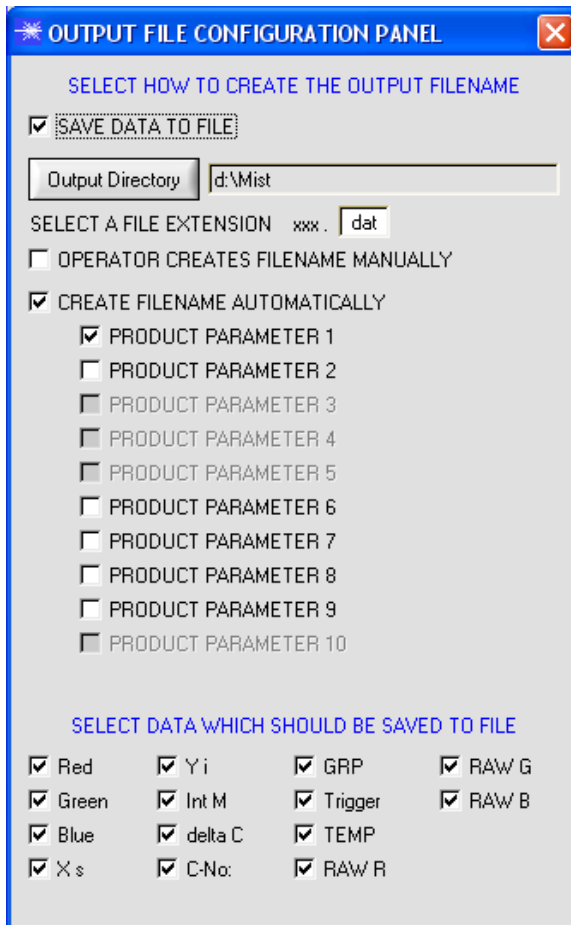 OUTPUT FILE CONFIGURATION PANEL
SELECT HOW TO CREATE THE OUTPUT FILENAME
SAVE DATA TO FILE
Output Directory d:\Mist
SELECT A FILE EXTENSION xxx . dat
OPERATOR CREATES FILENAME MANUALLY
CREATE FILENAME AUTOMATICALLY
PRODUCT PARAMETER 1
PRODUCT PARAMETER 2
PRODUCT PARAMETER 3
PRODUCT PARAMETER 4
PRODUCT PARAMETER 5
PRODUCT PARAMETER 6
PRODUCT PARAMETER 7
PRODUCT PARAMETER 8
PRODUCT PARAMETER 9
PRODUCT PARAMETER 10
SELECT DATA WHICH SHOULD BE SAVED TO FILE
Red Y i GRP RAW G
Green Int M Trigger RAW B
Blue delta C TEMP
X s C-No: RAW R